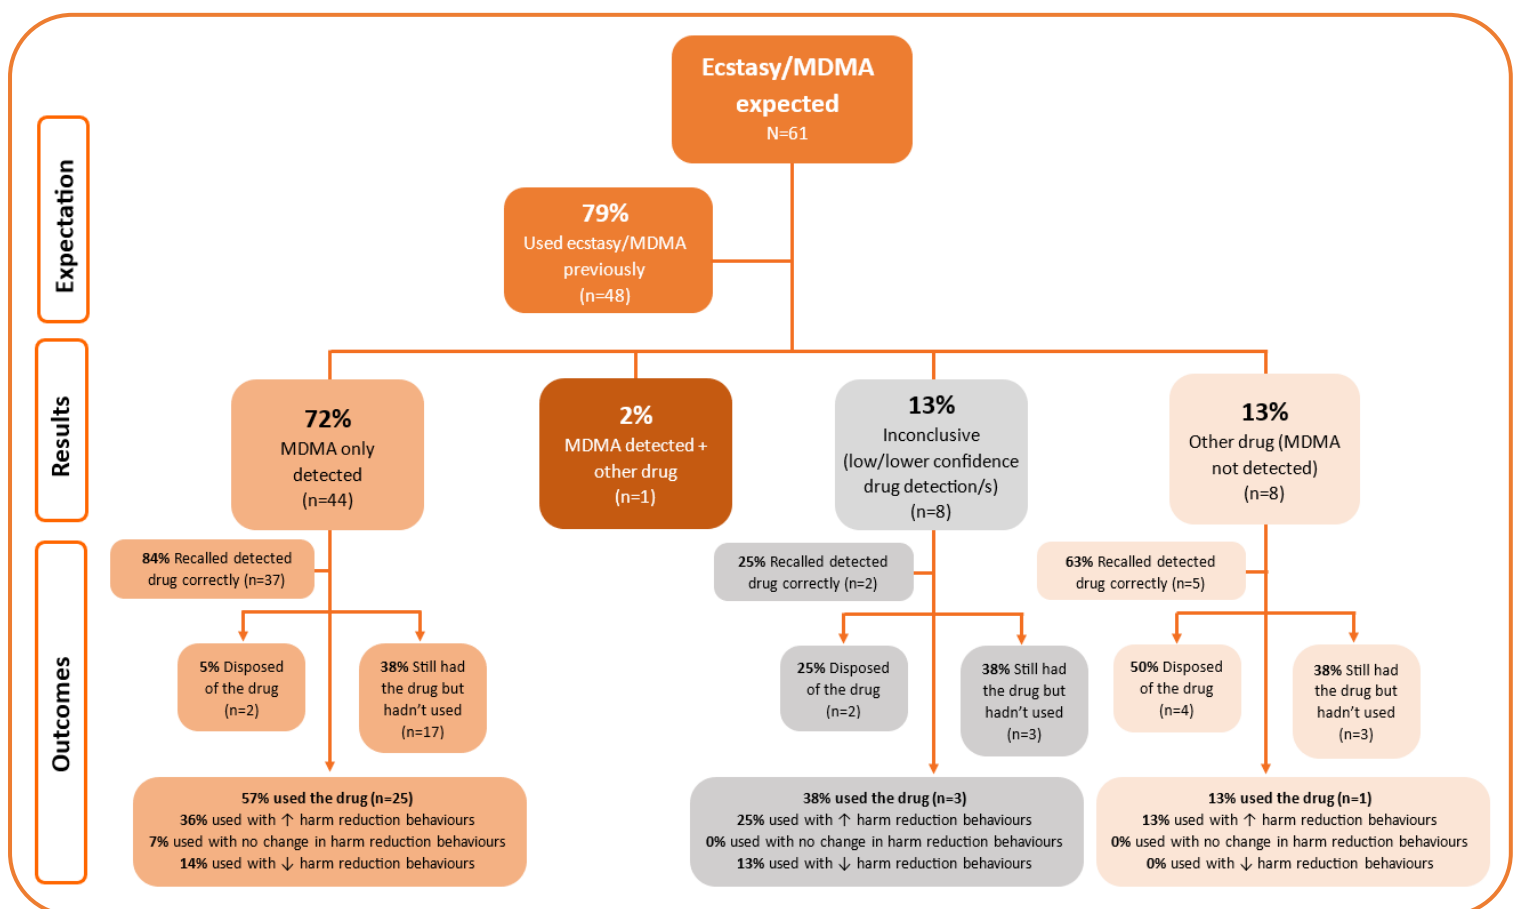 Ecstasy/MDMA
expected
N=61
Expectation
79%
Used ecstasy/MDMA
previously
(n=48)
Results
72%
MDMA only
detected
(n=44)
2%
MDMA detected +
other drug
(n=1)
13%
Inconclusive
(low/lower confidence
drug detection/s)
(n=8)
13%
Other drug (MDMA
not detected)
(n=8)
Outcomes
84% Recalled detected
drug correctly (n=37)
5% Disposed
of the drug
(n=2)
38% Still had
the drug but
hadn't used
(n=17)
57% used the drug (n=25)
36% used with ↑ harm reduction behaviours
7% used with no change in harm reduction behaviours
14% used with ↓ harm reduction behaviours
25% Recalled detected
drug correctly (n=2)
25% Disposed
of the drug
(n=2)
38% Still had
the drug but
hadn't used
(n=3)
38% used the drug (n=3)
25% used with ↑ harm reduction behaviours
0% used with no change in harm reduction behaviours
13% used with ↓ harm reduction behaviours
63% Recalled detected
drug correctly (n=5)
50% Disposed
of the drug
(n=4)
38% Still had
the drug but
hadn't used
(n=3)
13% used the drug (n=1)
13% used with ↑ harm reduction behaviours
0% used with no change in harm reduction behaviours
0% used with ↓ harm reduction behaviours